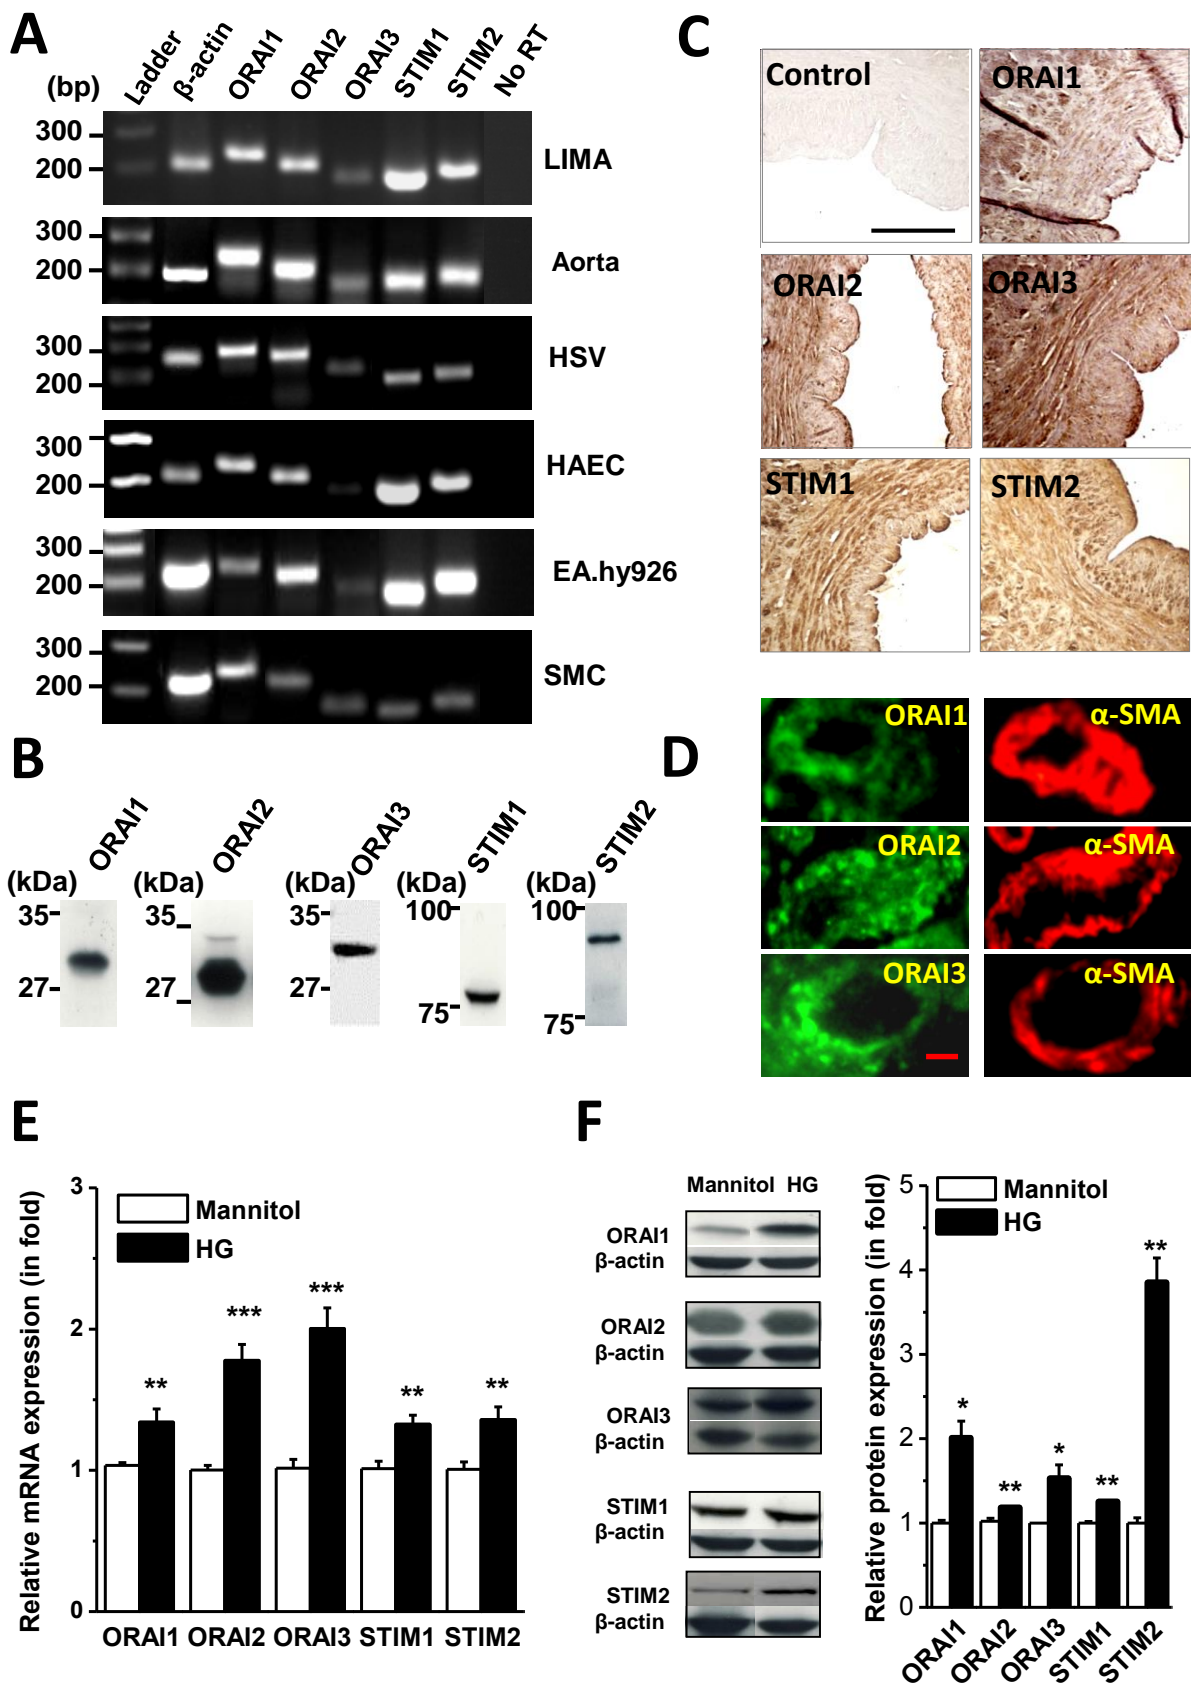 A
(bp)
Ladder
β-actin
ORAI1
ORAI2
ORAI3
STIM1
STIM2
No RT
300
200
LIMA
300
200
Aorta
300
200
HSV
300
200
HAEC
300
200
EA.hy926
300
200
SMC
B
ORAI1
(kDa)
35
27
ORAI2
(kDa)
35
27
ORAI3
(kDa)
35
27
STIM1
(kDa)
100
75
STIM2
(kDa)
100
75
C
Control
ORAI1
ORAI2
ORAI3
STIM1
STIM2
D
ORAI1
α-SMA
ORAI2
α-SMA
ORAI3
α-SMA
E
Relative mRNA expression (in fold)
3
2
1
0
Mannitol
HG
**
***
***
**
**
ORAI1 ORAI2 ORAI3 STIM1 STIM2
F
Mannitol HG
ORAI1
β-actin
ORAI2
β-actin
ORAI3
β-actin
STIM1
β-actin
STIM2
β-actin
Relative protein expression (in fold)
5
4
3
2
1
0
Mannitol
HG
*
**
*
**
**
ORAI1
ORAI2
ORAI3
STIM1
STIM2